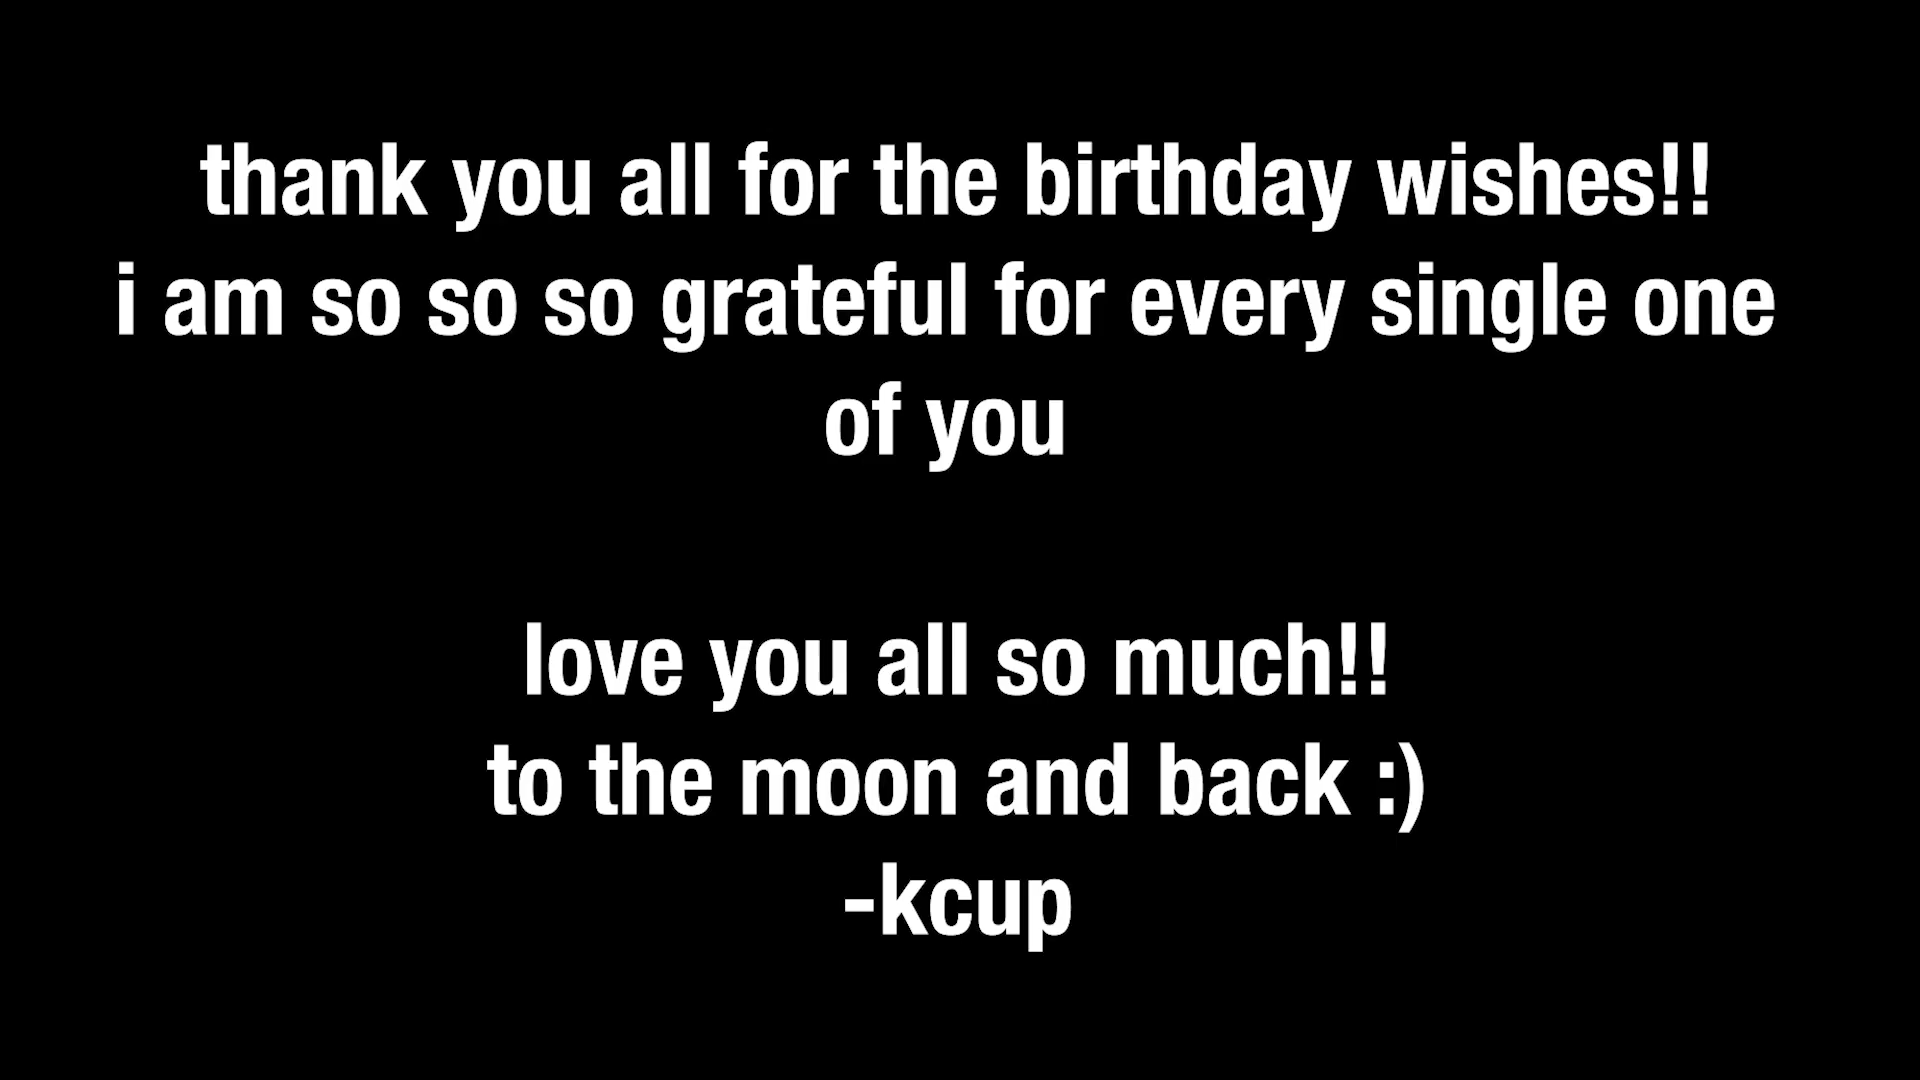 thank you all for the birthday wishes!!
i am so so so grateful for every single one
of you
love you all so much!!
to the moon and back :)
-kcup